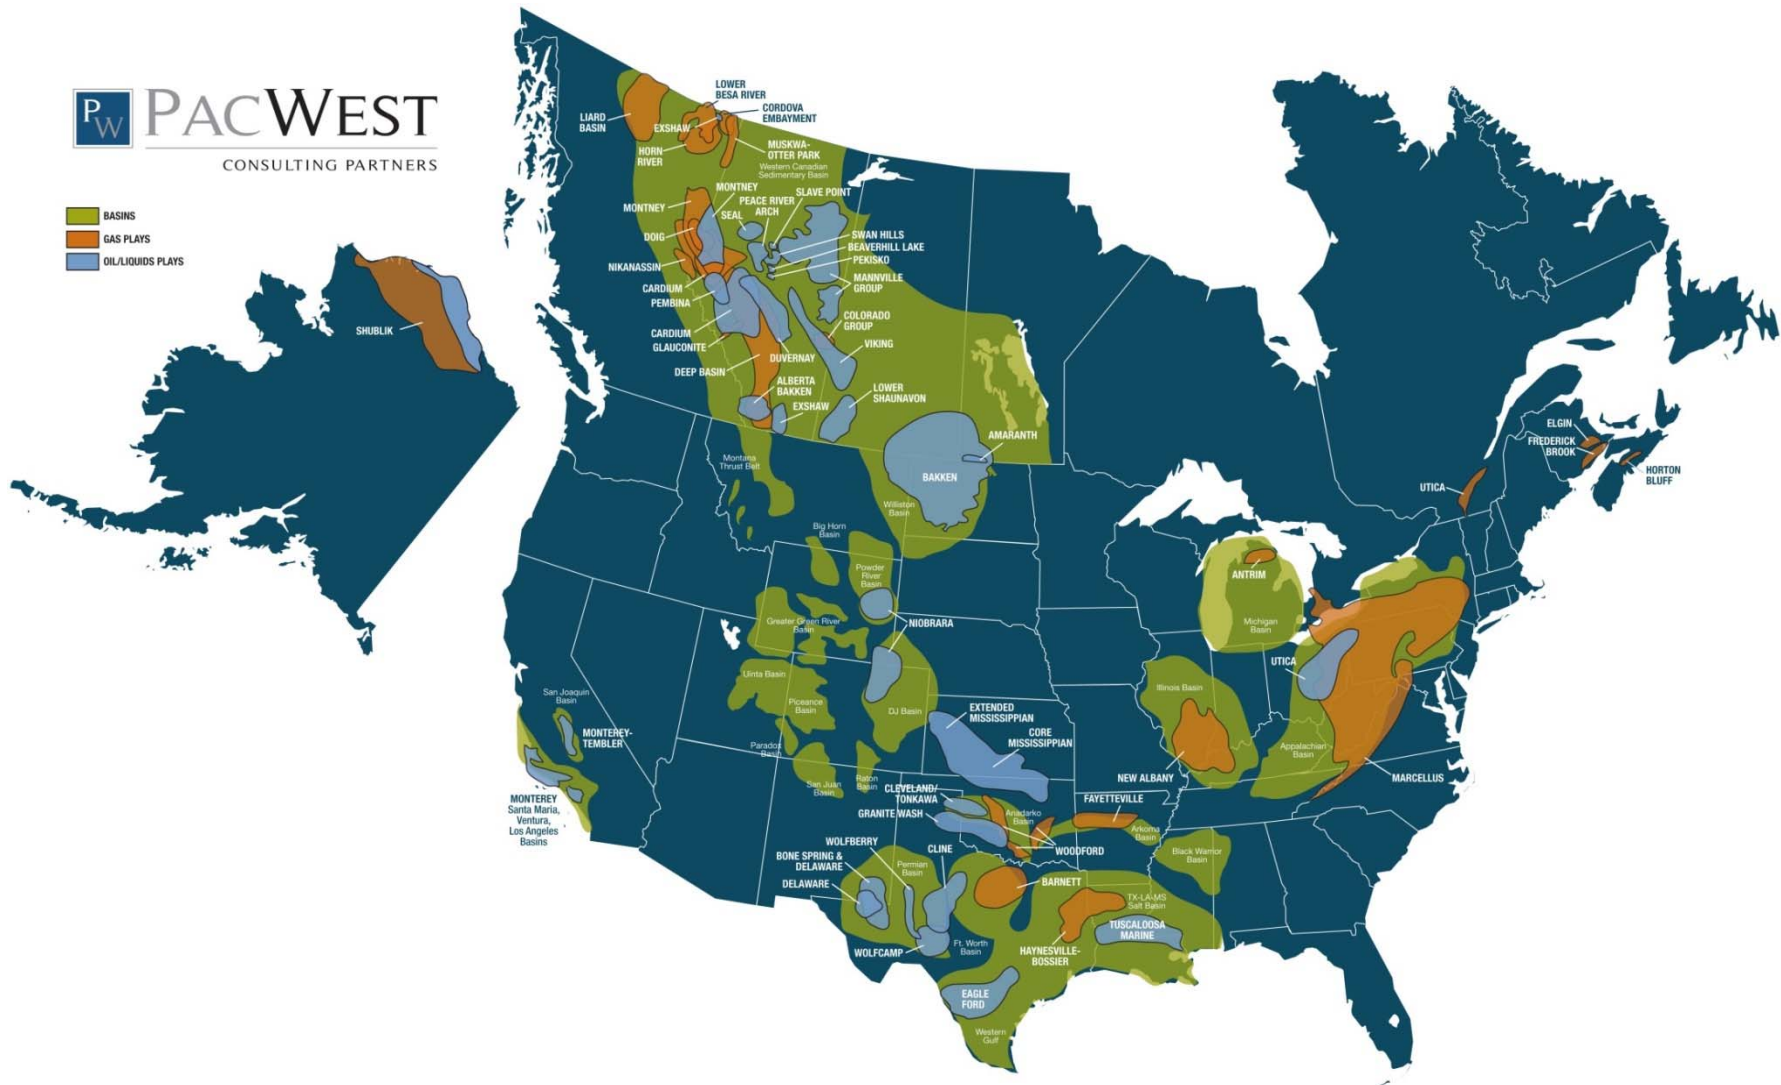 PW
PACWEST
CONSULTING PARTNERS
BASINS
GAS PLAYS
OIL/LIQUIDS PLAYS
LOWER
BESA RIVER
CORDOVA
EMBAYMENT
LIARD
BASIN
EXSHAW
HORN
RIVER
MUSKWA-
OTTER PARK
Western Canadian
Sedimentary Basin
MONTNEY
SLAVE POINT
PEACE RIVER
ARCH
MONTNEY
SEAL
DOIG
SWAN HILLS
BEAVERHILL LAKE
PEKISKO
NIKANASSIN
MANNVILLE
GROUP
CARDIUM
PEMBINA
COLORADO
GROUP
CARDIUM
GLAUCONITE
VIKING
DUVERNAY
DEEP BASIN
ALBERTA
BAKKEN
LOWER
SHAUNAVON
EXSHAW
SHUBLIK
AMARANTH
BAKKEN
Montana
Thrust Belt
Williston
Basin
Big Horn
Basin
Powder
River
Basin
NIOBRARA
Greater Green River
Basin
Uinta Basin
Piceance
Basin
DJ Basin
Paradox
Basin
San Juan
Basin
Raton
Basin
San Joaquin
Basin
MONTEREY-
TEMBLER
MONTEREY
Santa Maria,
Ventura,
Los Angeles
Basins
EXTENDED
MISSISSIPPIAN
CORE
MISSISSIPPIAN
CLEVELAND/
TONKAWA
GRANITE WASH
Anadarko
Basin
FAYETTEVILLE
Arkoma
Basin
WOODFORD
WOLFBERRY
CLINE
BONE SPRING &
DELAWARE
DELAWARE
Permian
Basin
BARNETT
WOLFCAMP
Ft. Worth
Basin
HAYNESVILLE-
BOSSIER
TX-LA-MS
Salt Basin
TUSCALOOSA
MARINE
Black Warrior
Basin
EAGLE
FORD
Western
Gulf
ELGIN
FREDERICK
BROOK
HORTON
BLUFF
UTICA
ANTRIM
Michigan
Basin
UTICA
Illinois Basin
NEW ALBANY
Appalachian
Basin
MARCELLUS